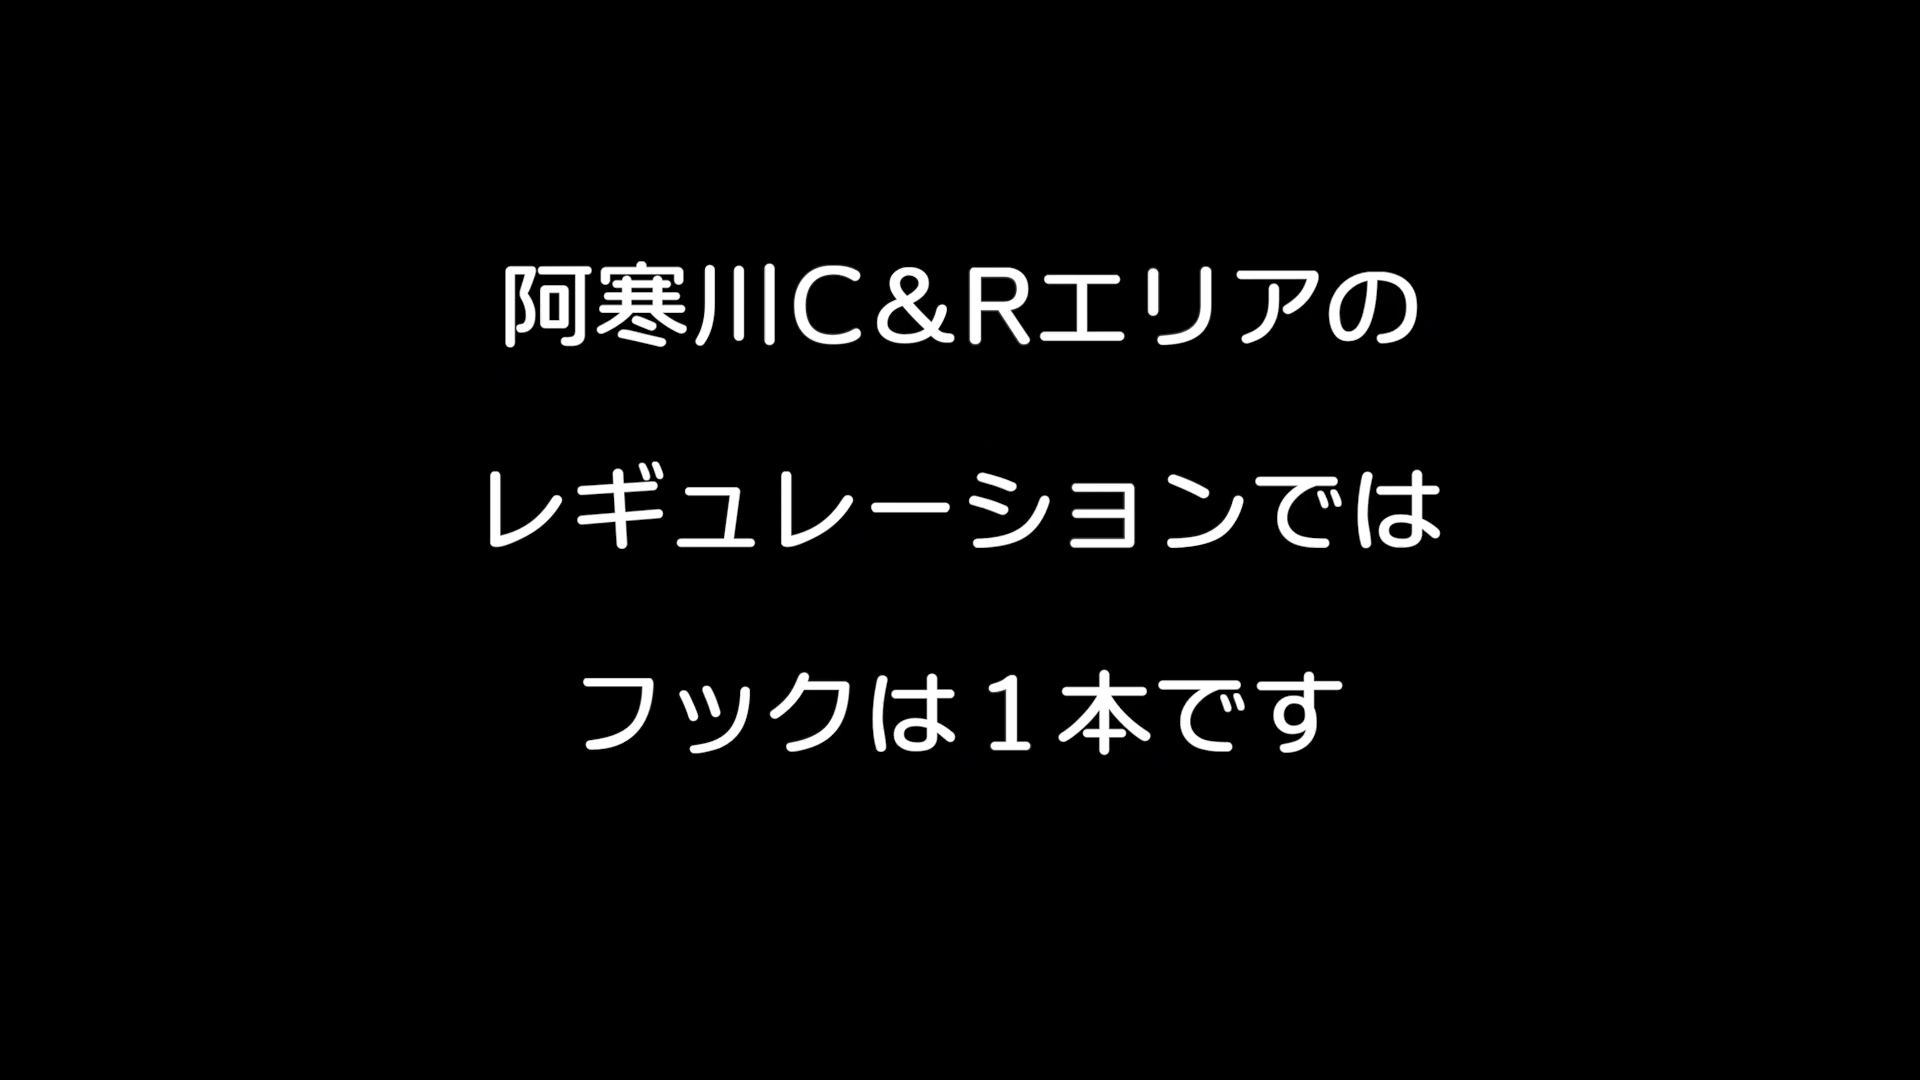 阿寒川C＆Rエリアの
レギュレーションでは
フックは１本です